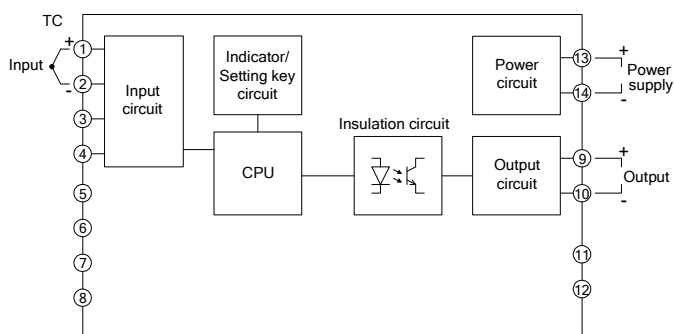 TC
Input
+
-
1
2
3
4
5
6
7
8
Input
circuit
Indicator/
Setting key
circuit
CPU
Insulation circuit
Power
circuit
Output
circuit
13
14
9
10
11
12
+
Power
supply
-
+
Output
-